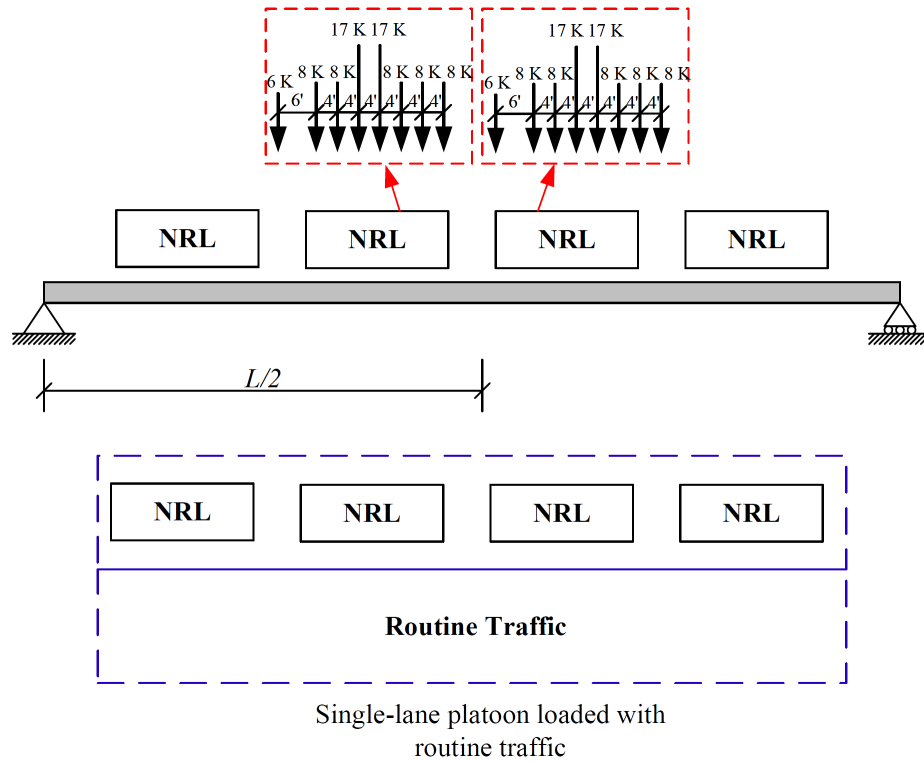 17 K 17 K 17 K 17 K
6 K 8 K 8 K 8 K 8 K 8 K 6 K 8 K 8 K 8 K 8 K 8 K
6' 4' 4' 4' 4' 4' 4' 6' 4' 4' 4' 4' 4' 4'
NRL NRL NRL NRL
L/2
NRL NRL NRL NRL
Routine Traffic
Single-lane platoon loaded with
routine traffic